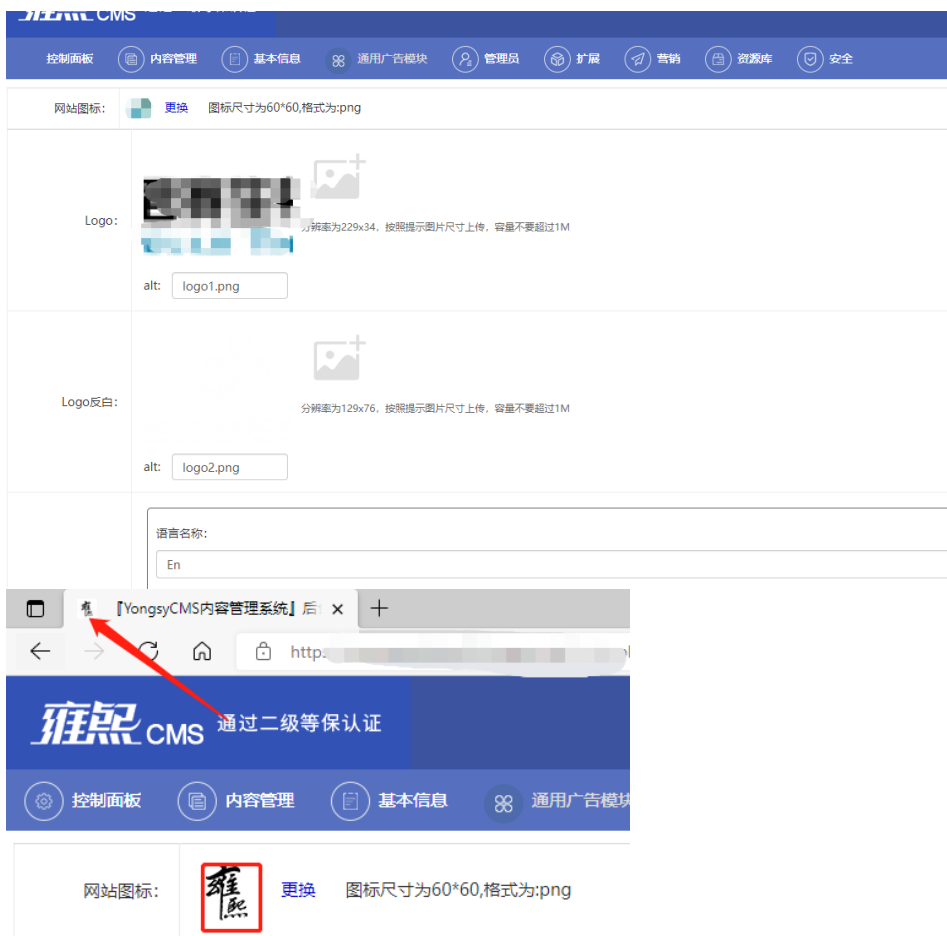 雍熙CMS
控制面板 内容管理 基本信息 通用广告模块 管理员 扩展 营销 资源库 安全
网站图标: 更换 图标尺寸为60*60,格式为:png
Logo:
分辨率为229x34，按照提示图片尺寸上传，容量不要超过1M
alt: logo1.png
Logo反白:
分辨率为129x76，按照提示图片尺寸上传，容量不要超过1M
alt: logo2.png
语言名称:
En
『YongsyCMS内容管理系统』后
http
雍熙CMS 通过二级等保认证
控制面板 内容管理 基本信息 通用广告模块
网站图标: 雍熙 更换 图标尺寸为60*60,格式为:png